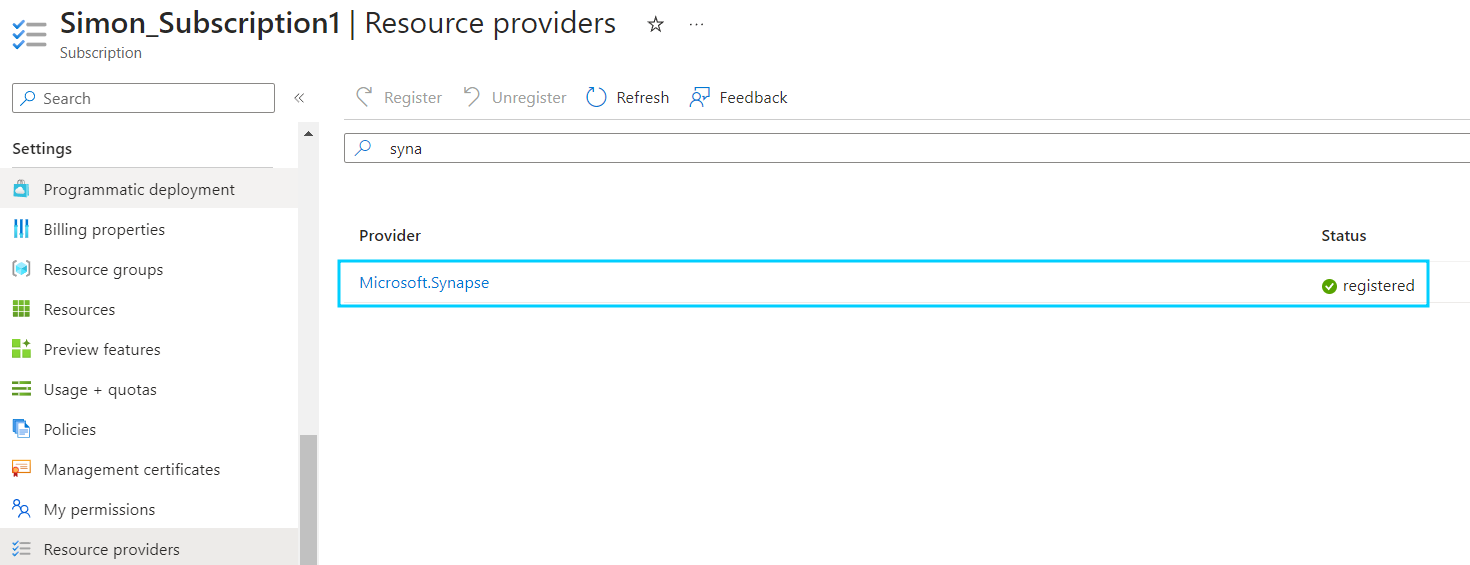 Simon_Subscription1 | Resource providers ☆ ...
Subscription
Search «
Register Unregister Refresh Feedback
Settings
syna
Programmatic deployment
Billing properties
Provider Status
Resource groups
Microsoft.Synapse registered
Resources
Preview features
Usage + quotas
Policies
Management certificates
My permissions
Resource providers